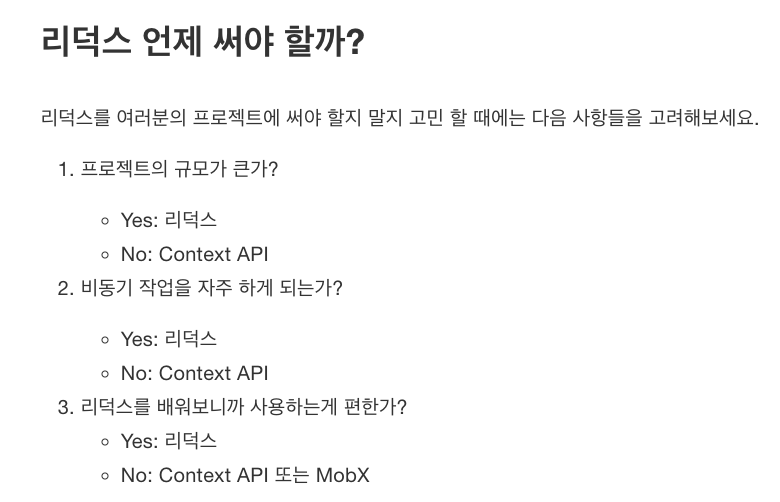 리덕스 언제 써야 할까?
리덕스를 여러분의 프로젝트에 써야 할지 말지 고민 할 때에는 다음 사항들을 고려해보세요.
1. 프로젝트의 규모가 큰가?
○ Yes: 리덕스
○ No: Context API
2. 비동기 작업을 자주 하게 되는가?
○ Yes: 리덕스
○ No: Context API
3. 리덕스를 배워보니까 사용하는게 편한가?
○ Yes: 리덕스
○ No: Context API 또는 MobX